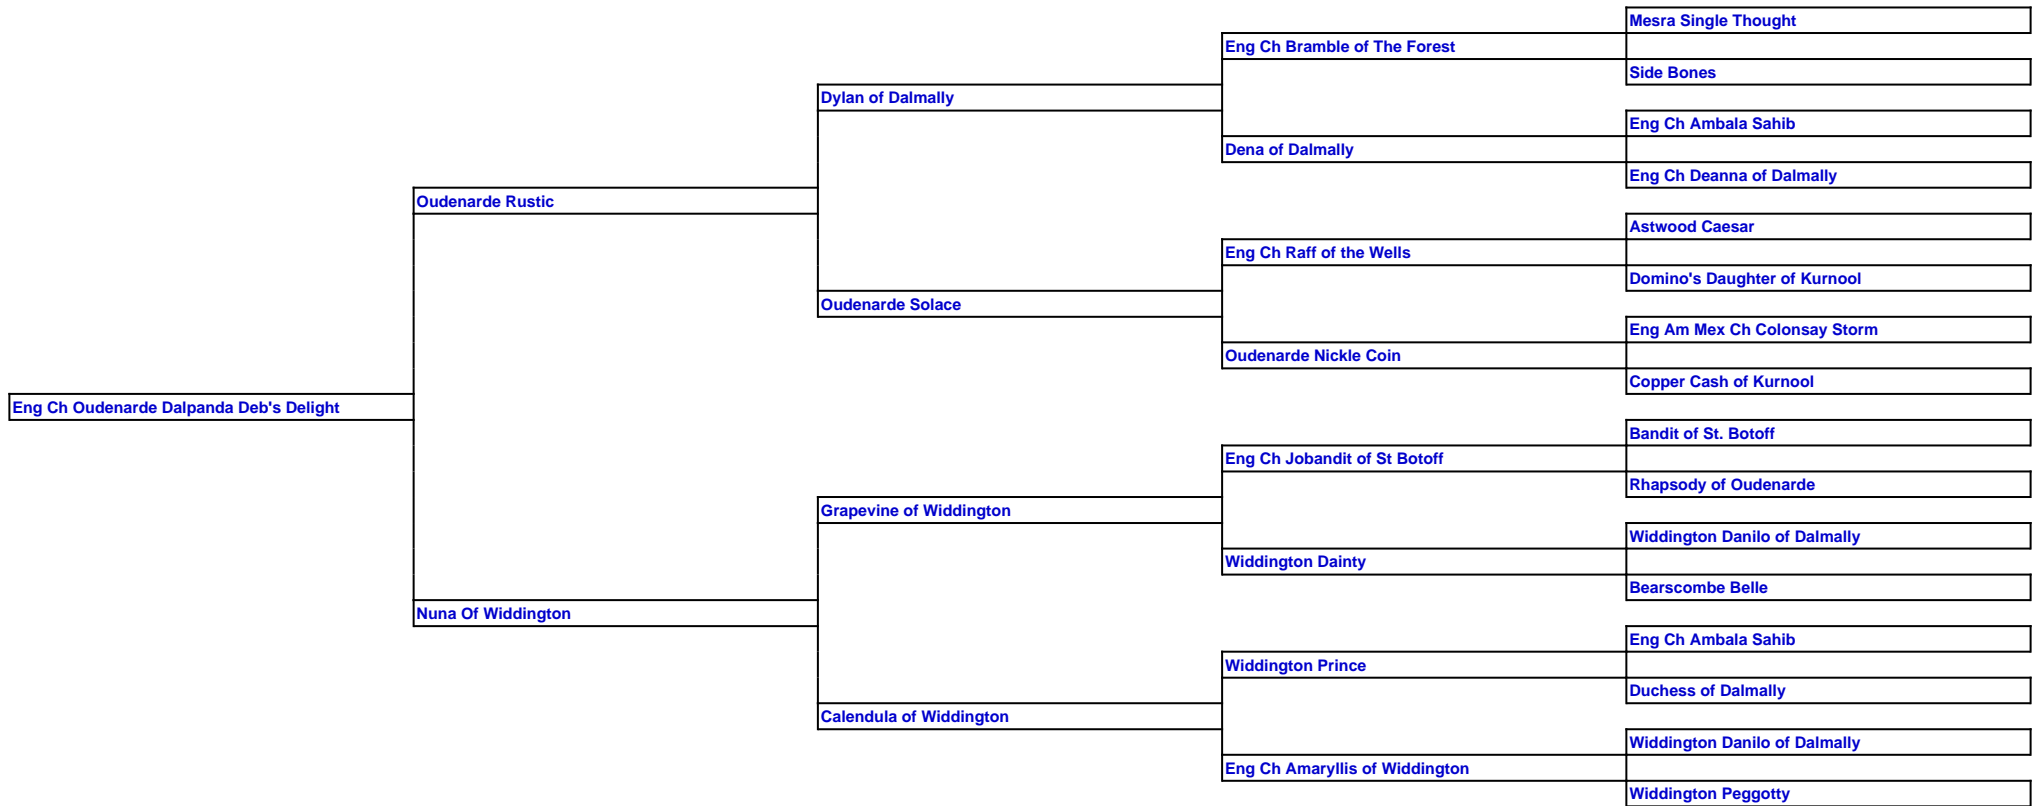 Mesra Single Thought
Eng Ch Bramble of The Forest
Side Bones
Dylan of Dalmally
Eng Ch Ambala Sahib
Dena of Dalmally
Eng Ch Deanna of Dalmally
Oudenarde Rustic
Astwood Caesar
Eng Ch Raff of the Wells
Domino's Daughter of Kurnool
Oudenarde Solace
Eng Am Mex Ch Colonsay Storm
Oudenarde Nickle Coin
Copper Cash of Kurnool
Eng Ch Oudenarde Dalpanda Deb's Delight
Bandit of St. Botoff
Eng Ch Jobandit of St Botoff
Rhapsody of Oudenarde
Grapevine of Widdington
Widdington Danilo of Dalmally
Widdington Dainty
Bearscombe Belle
Nuna Of Widdington
Eng Ch Ambala Sahib
Widdington Prince
Duchess of Dalmally
Calendula of Widdington
Widdington Danilo of Dalmally
Eng Ch Amaryllis of Widdington
Widdington Peggotty